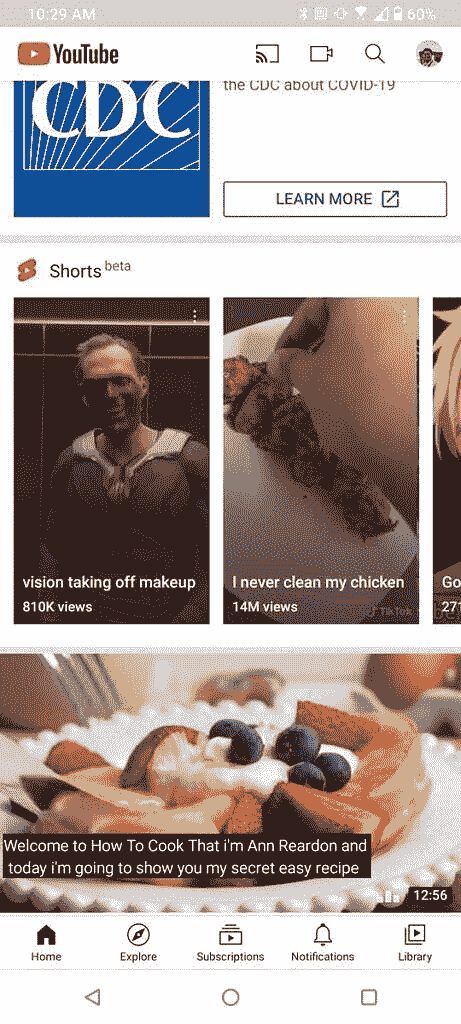 10:29 AM
60%
YouTube
CDC
the CDC about COVID-19
LEARN MORE
Shorts beta
vision taking off makeup
810K views
I never clean my chicken
14M views
TikTok
Go
271
Welcome to How To Cook That i'm Ann Reardon and
today i'm going to show you my secret easy recipe
12:56
Home
Explore
Subscriptions
Notifications
Library